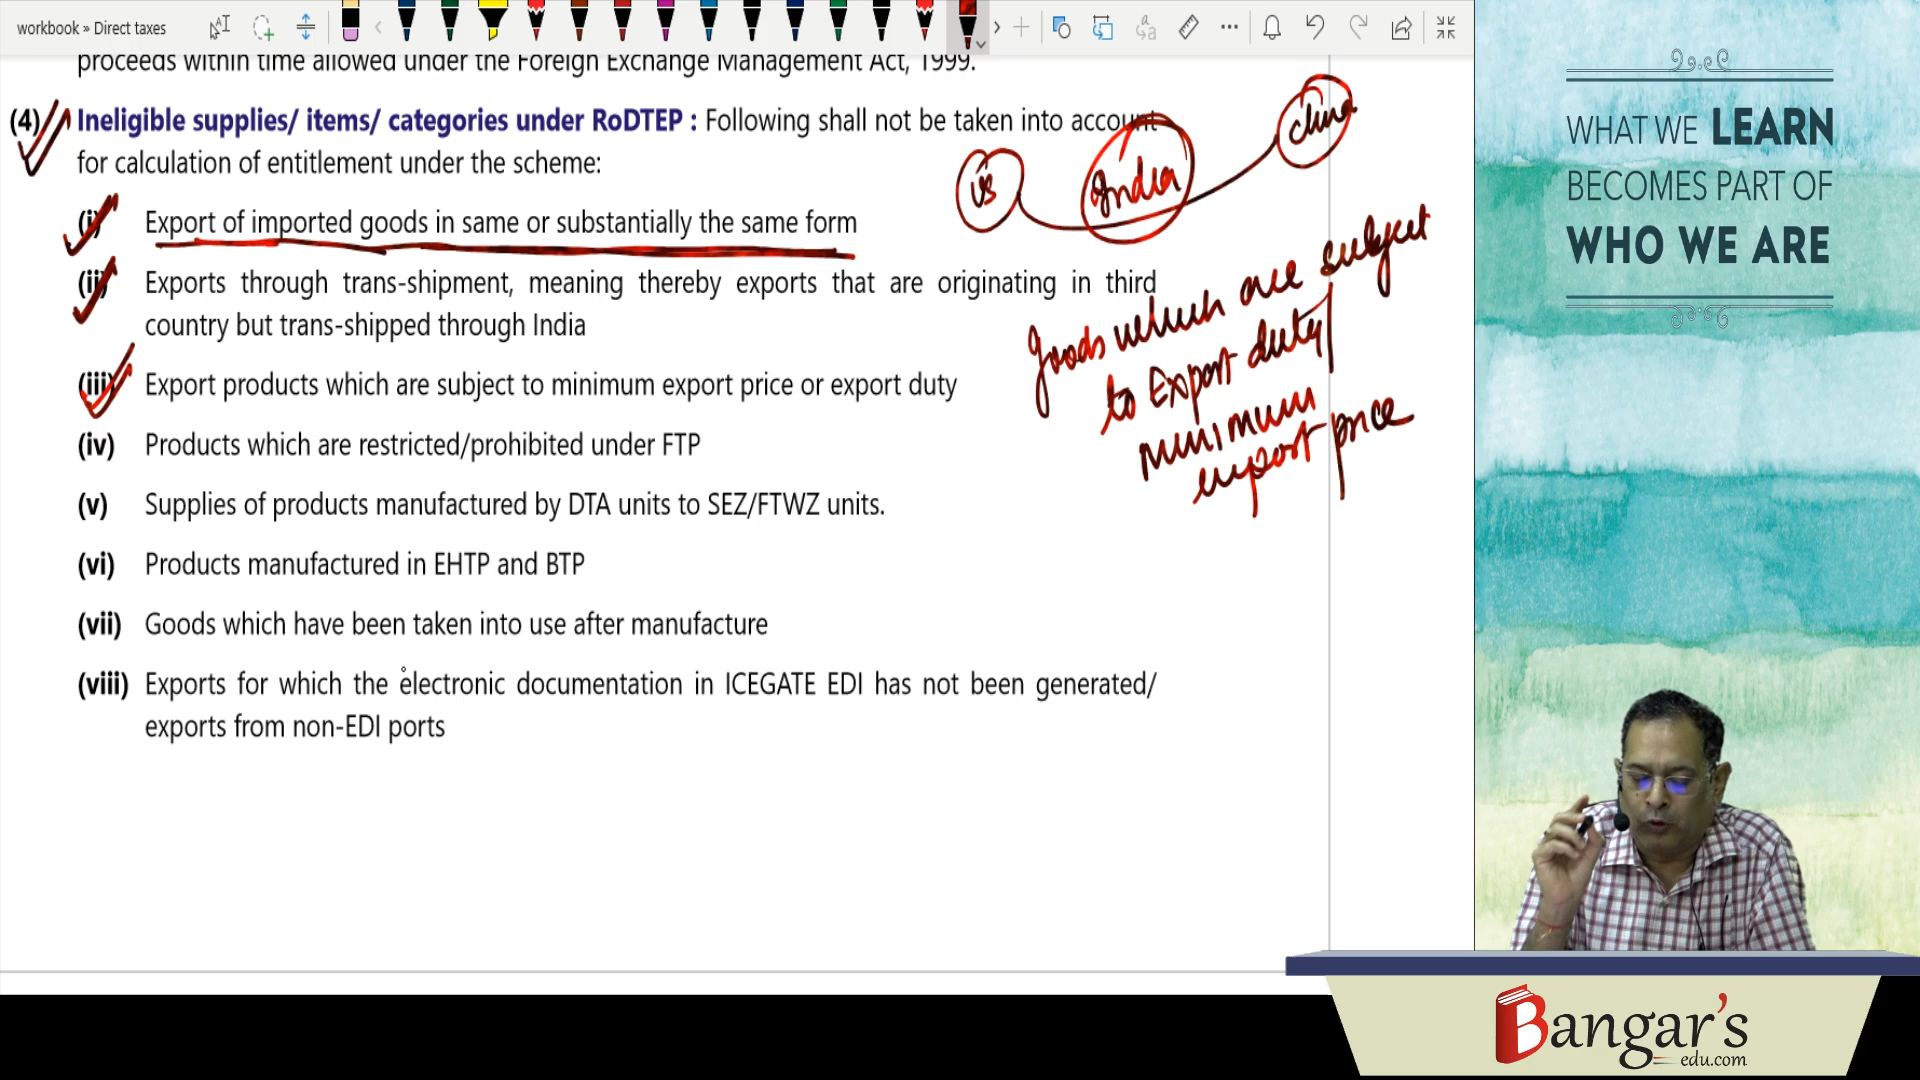 workbook » Direct taxes
proceeds within time allowed under the Foreign Exchange Management Act, 1999.
(4) Ineligible supplies/ items/ categories under RoDTEP : Following shall not be taken into account
for calculation of entitlement under the scheme:
(i) Export of imported goods in same or substantially the same form
(ii) Exports through trans-shipment, meaning thereby exports that are originating in third
country but trans-shipped through India
(iii) Export products which are subject to minimum export price or export duty
(iv) Products which are restricted/prohibited under FTP
(v) Supplies of products manufactured by DTA units to SEZ/FTWZ units.
(vi) Products manufactured in EHTP and BTP
(vii) Goods which have been taken into use after manufacture
(viii) Exports for which the electronic documentation in ICEGATE EDI has not been generated/
exports from non-EDI ports
US
India
China
goods which are subject
to Export duty/
minimum
export price
WHAT WE LEARN
BECOMES PART OF
WHO WE ARE
Bangar's
edu.com